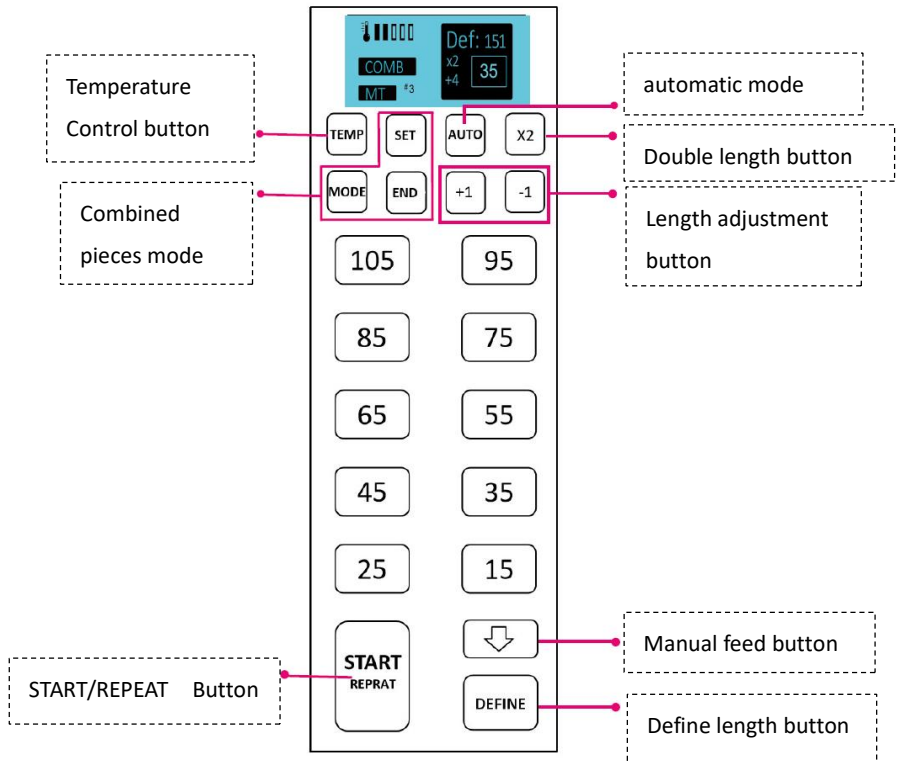 Def: 151
COMB
x2
+4
35
MT
#3
Temperature
Control button
automatic mode
TEMP
SET
AUTO
X2
Double length button
MODE
END
+1
-1
Combined
pieces mode
Length adjustment
button
105
95
85
75
65
55
45
35
25
15
Manual feed button
START
REPRAT
START/REPEAT Button
DEFINE
Define length button